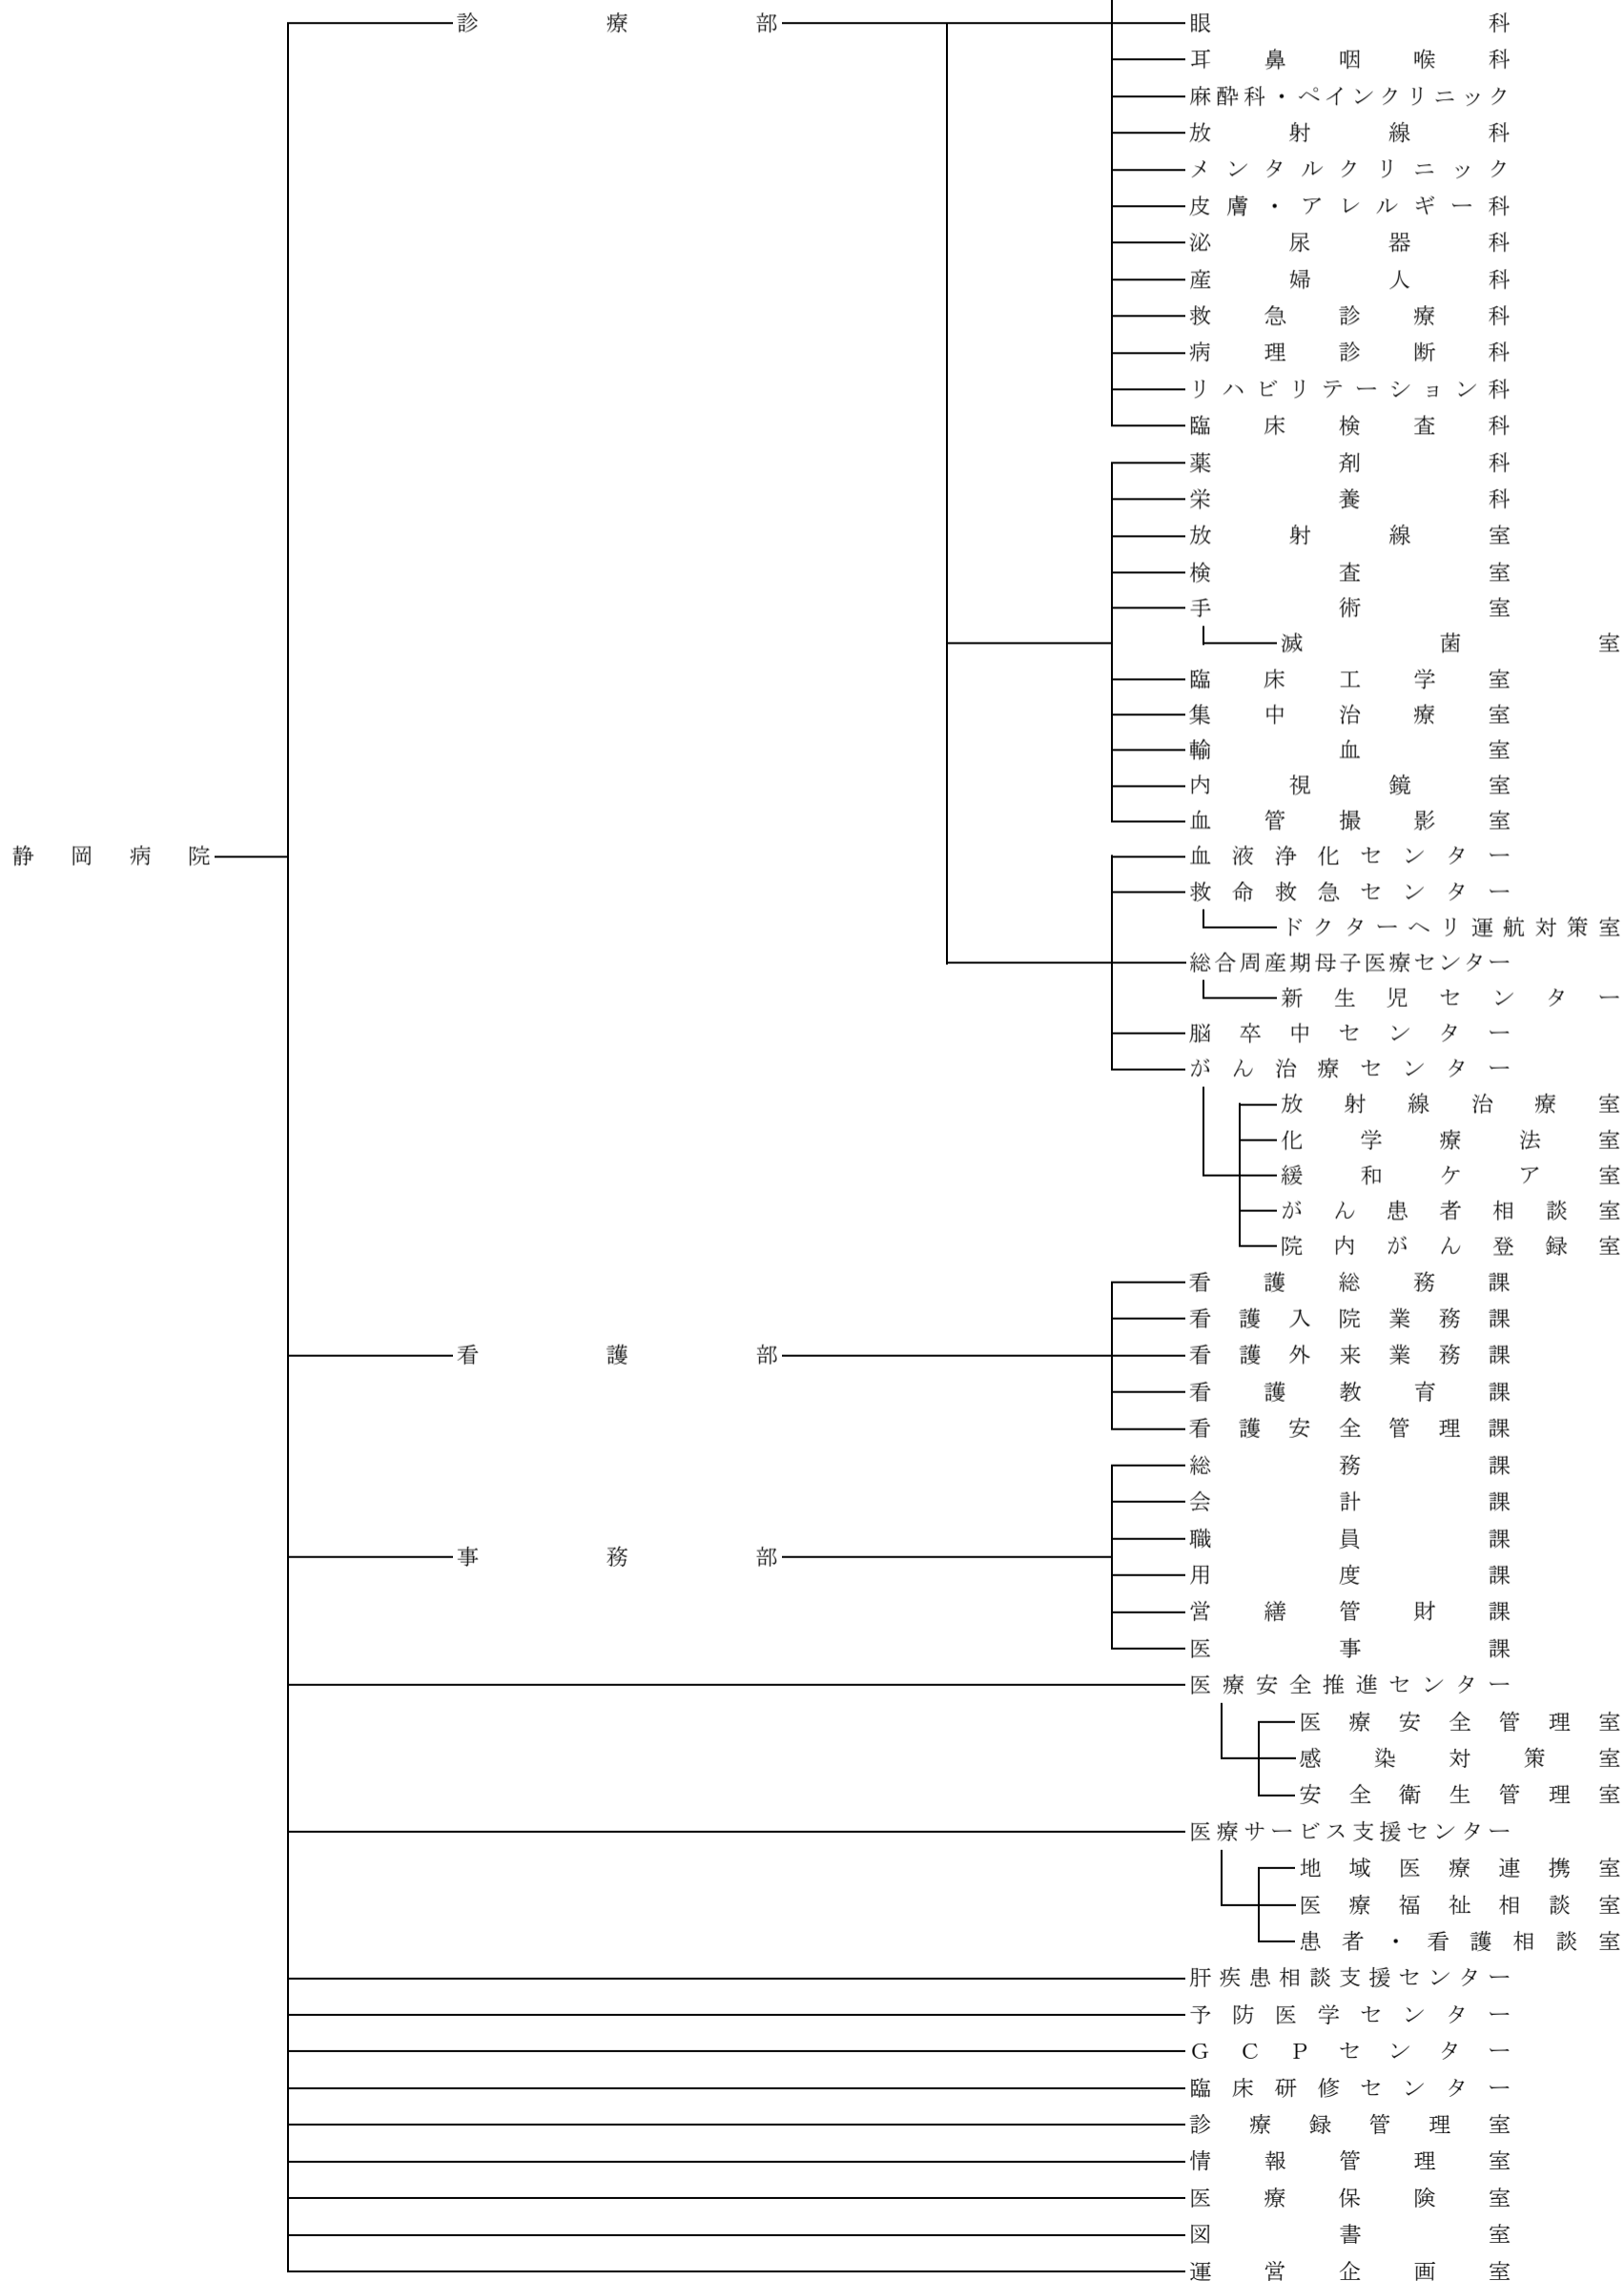 診療部 眼科
耳鼻咽喉科
麻酔科・ペインクリニック
放射線科
メンタルクリニック
皮膚・アレルギー科
泌尿器科
産婦人科
救急診療科
病理診断科
リハビリテーション科
臨床検査科
薬剤科
栄養科
放射線室
検査室
手術室
滅菌室
臨床工学室
集中治療室
輸血室
内視鏡室
血管撮影室
静岡病院 血液浄化センター
救命救急センター
ドクターヘリ運航対策室
総合周産期母子医療センター
新生児センター
脳卒中センター
がん治療センター
放射線治療室
化学療法室
緩和ケア室
がん患者相談室
院内がん登録室
看護総務課
看護入院業務課
看護部 看護外来業務課
看護教育課
看護安全管理課
総務課
会計課
職員課
事務部
用度課
営繕管財課
医事課
医療安全推進センター
医療安全管理室
感染対策室
安全衛生管理室
医療サービス支援センター
地域医療連携室
医療福祉相談室
患者・看護相談室
肝疾患相談支援センター
予防医学センター
ＧＣＰセンター
臨床研修センター
診療録管理室
情報管理室
医療保険室
図書室
運営企画室